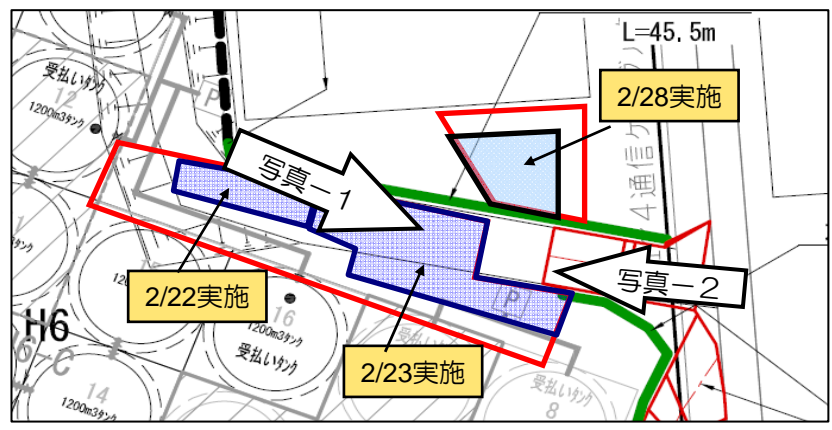 L=45.5m
2/28実施
受払いタンク
12
1200m3タンク
P
写真－1
4通信ケ
写真－2
2/22実施
P
H6
6-C
16
1200m3タンク
受払いタンク
2/23実施
14
1200m3タンク
受払いタンク
8